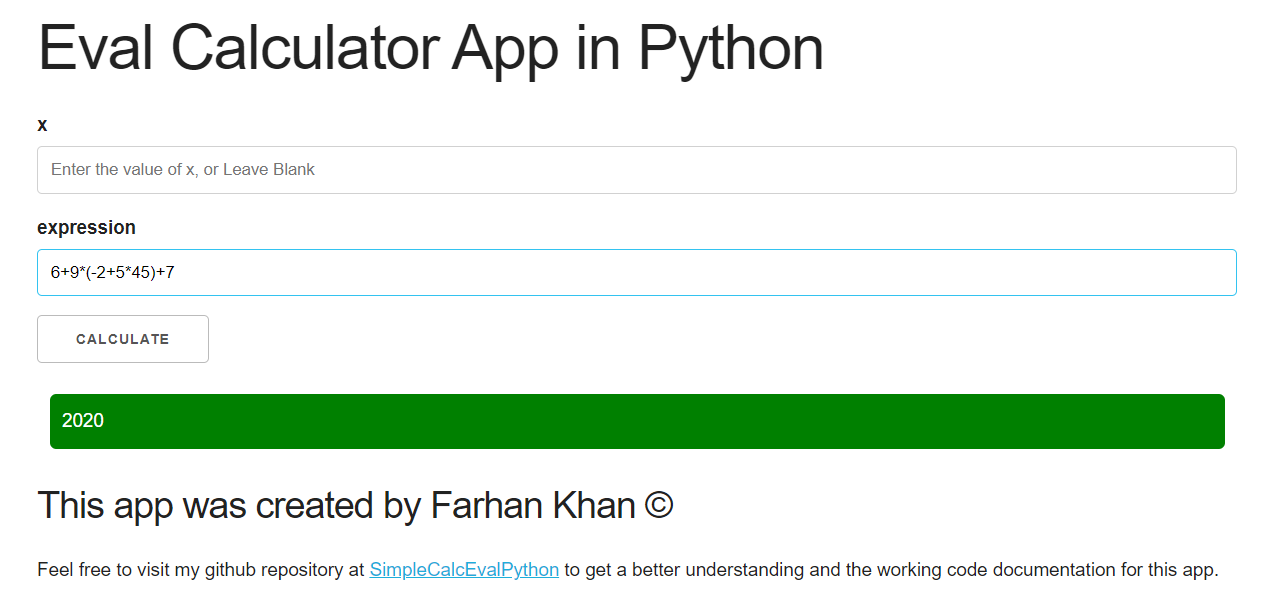 Eval Calculator App in Python
x
Enter the value of x, or Leave Blank
expression
6+9*(-2+5*45)+7
CALCULATE
2020
This app was created by Farhan Khan ©
Feel free to visit my github repository at SimpleCalcEvalPython to get a better understanding and the working code documentation for this app.